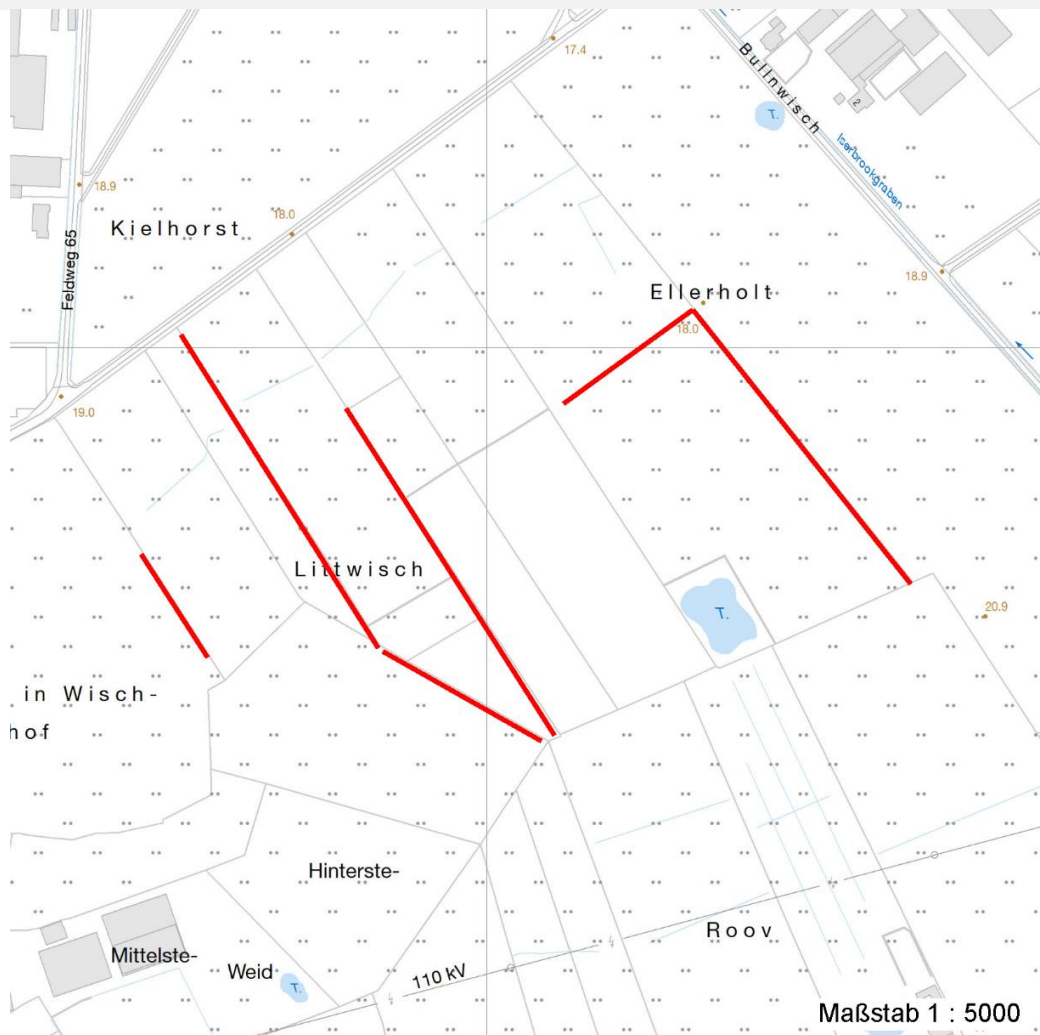 17.4
Bullnwisch
2
T.
Iserbrookgraben
18.9
18.0
Kielhorst
Feldweg 65
18.9
Ellerholt
18.0
19.0
Littwisch
T.
20.9
in Wisch-
hof
Hinterste-
Mittelste-
Weid
T.
110 kV
Roov
Maßstab 1 : 5000